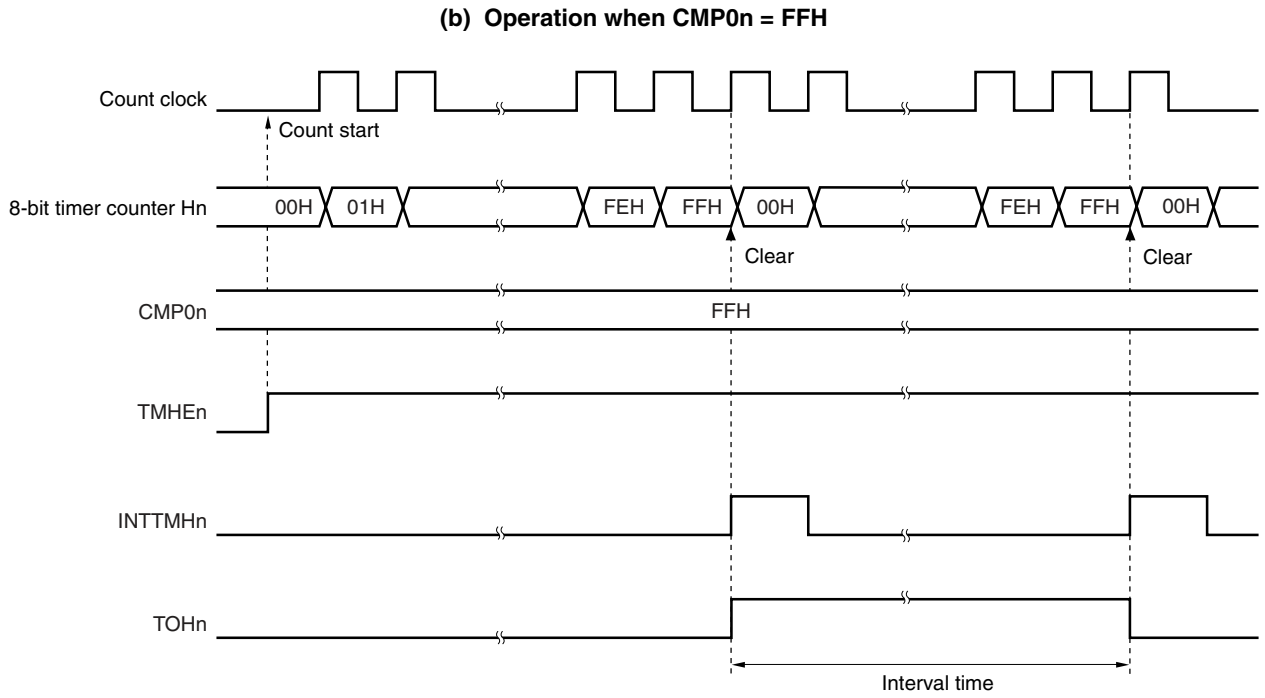 (b) Operation when CMP0n = FFH
Count clock
Count start
8-bit timer counter Hn
00H 01H FEH FFH 00H FEH FFH 00H
Clear Clear
CMP0n
FFH
TMHEn
INTTMHn
TOHn
Interval time